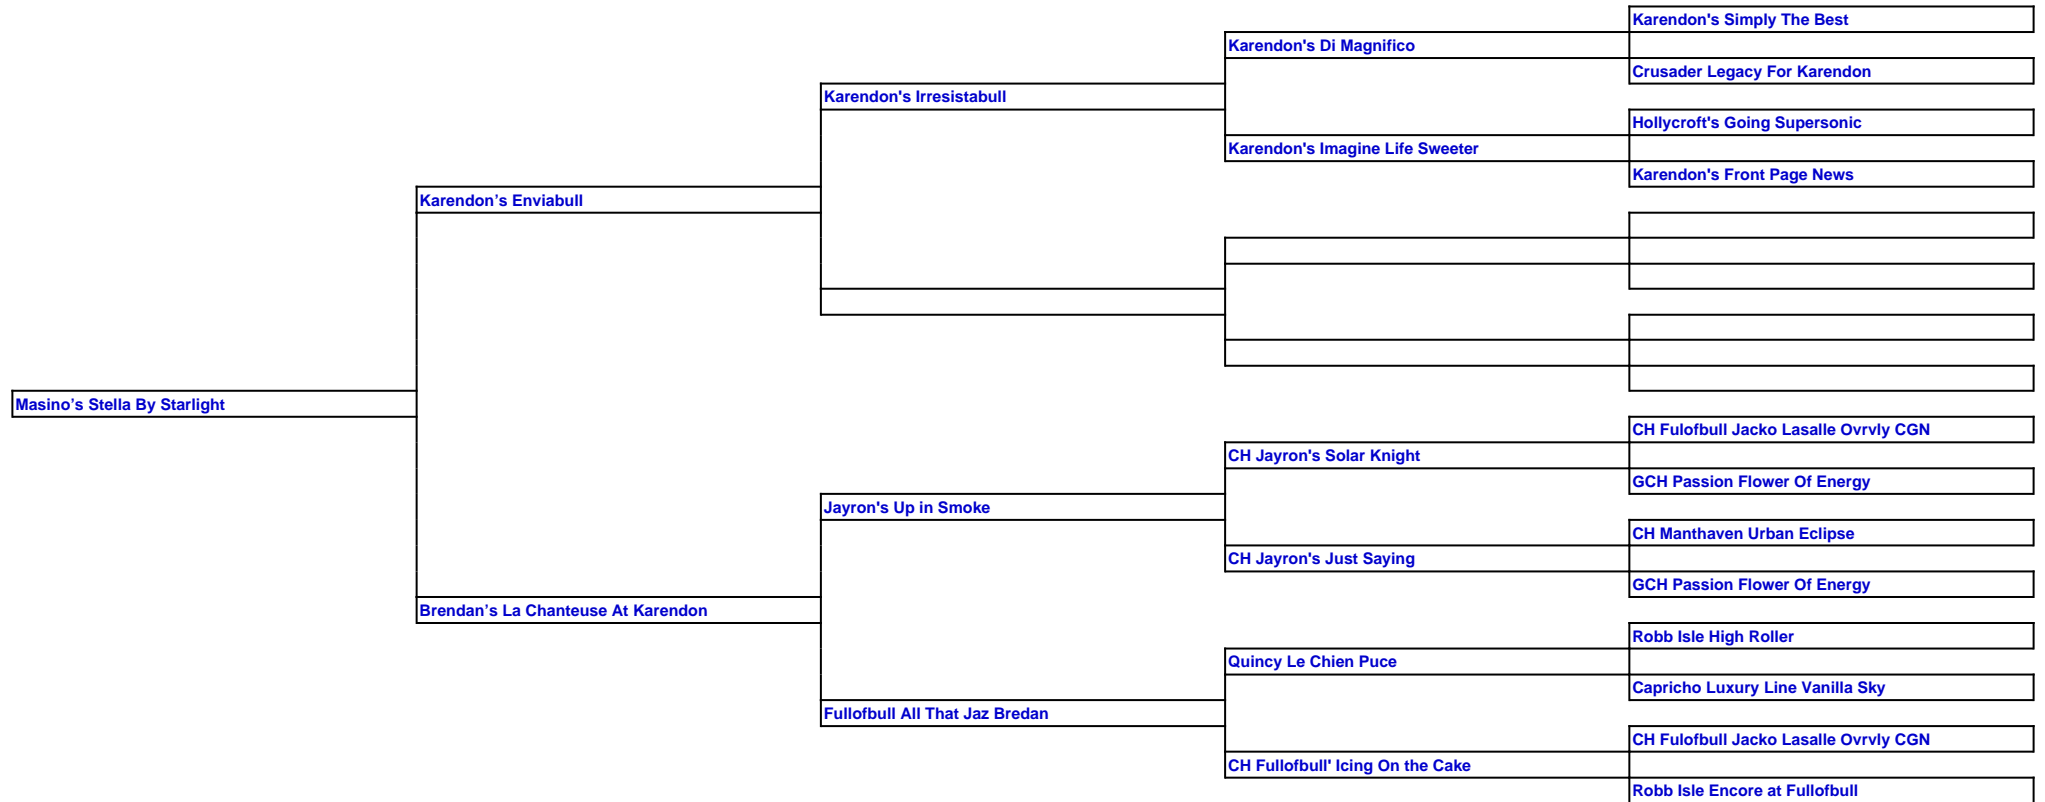 Karendon's Simply The Best
Karendon's Di Magnifico
Crusader Legacy For Karendon
Karendon's Irresistabull
Hollycroft's Going Supersonic
Karendon's Imagine Life Sweeter
Karendon's Front Page News
Karendon’s Enviabull
Masino’s Stella By Starlight
CH Fulofbull Jacko Lasalle Ovrvly CGN
CH Jayron's Solar Knight
GCH Passion Flower Of Energy
Jayron's Up in Smoke
CH Manthaven Urban Eclipse
CH Jayron's Just Saying
GCH Passion Flower Of Energy
Brendan’s La Chanteuse At Karendon
Robb Isle High Roller
Quincy Le Chien Puce
Capricho Luxury Line Vanilla Sky
Fullofbull All That Jaz Bredan
CH Fulofbull Jacko Lasalle Ovrvly CGN
CH Fullofbull' Icing On the Cake
Robb Isle Encore at Fullofbull